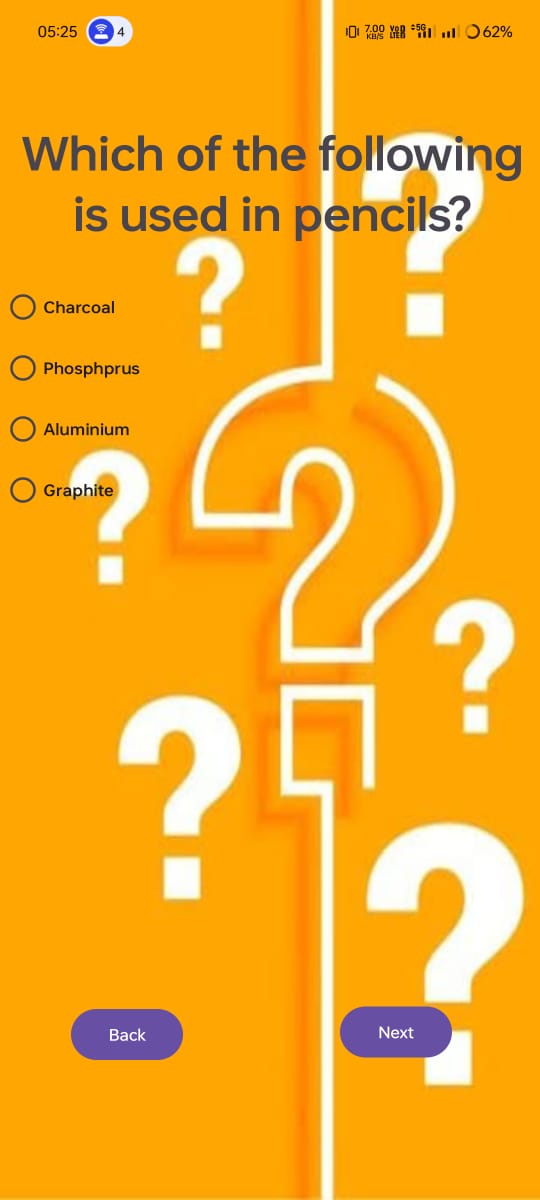 05:25 4 7.00 KB/S 5G 62%
Which of the following
is used in pencils?
Charcoal
Phosphprus
Aluminium
Graphite
Back Next